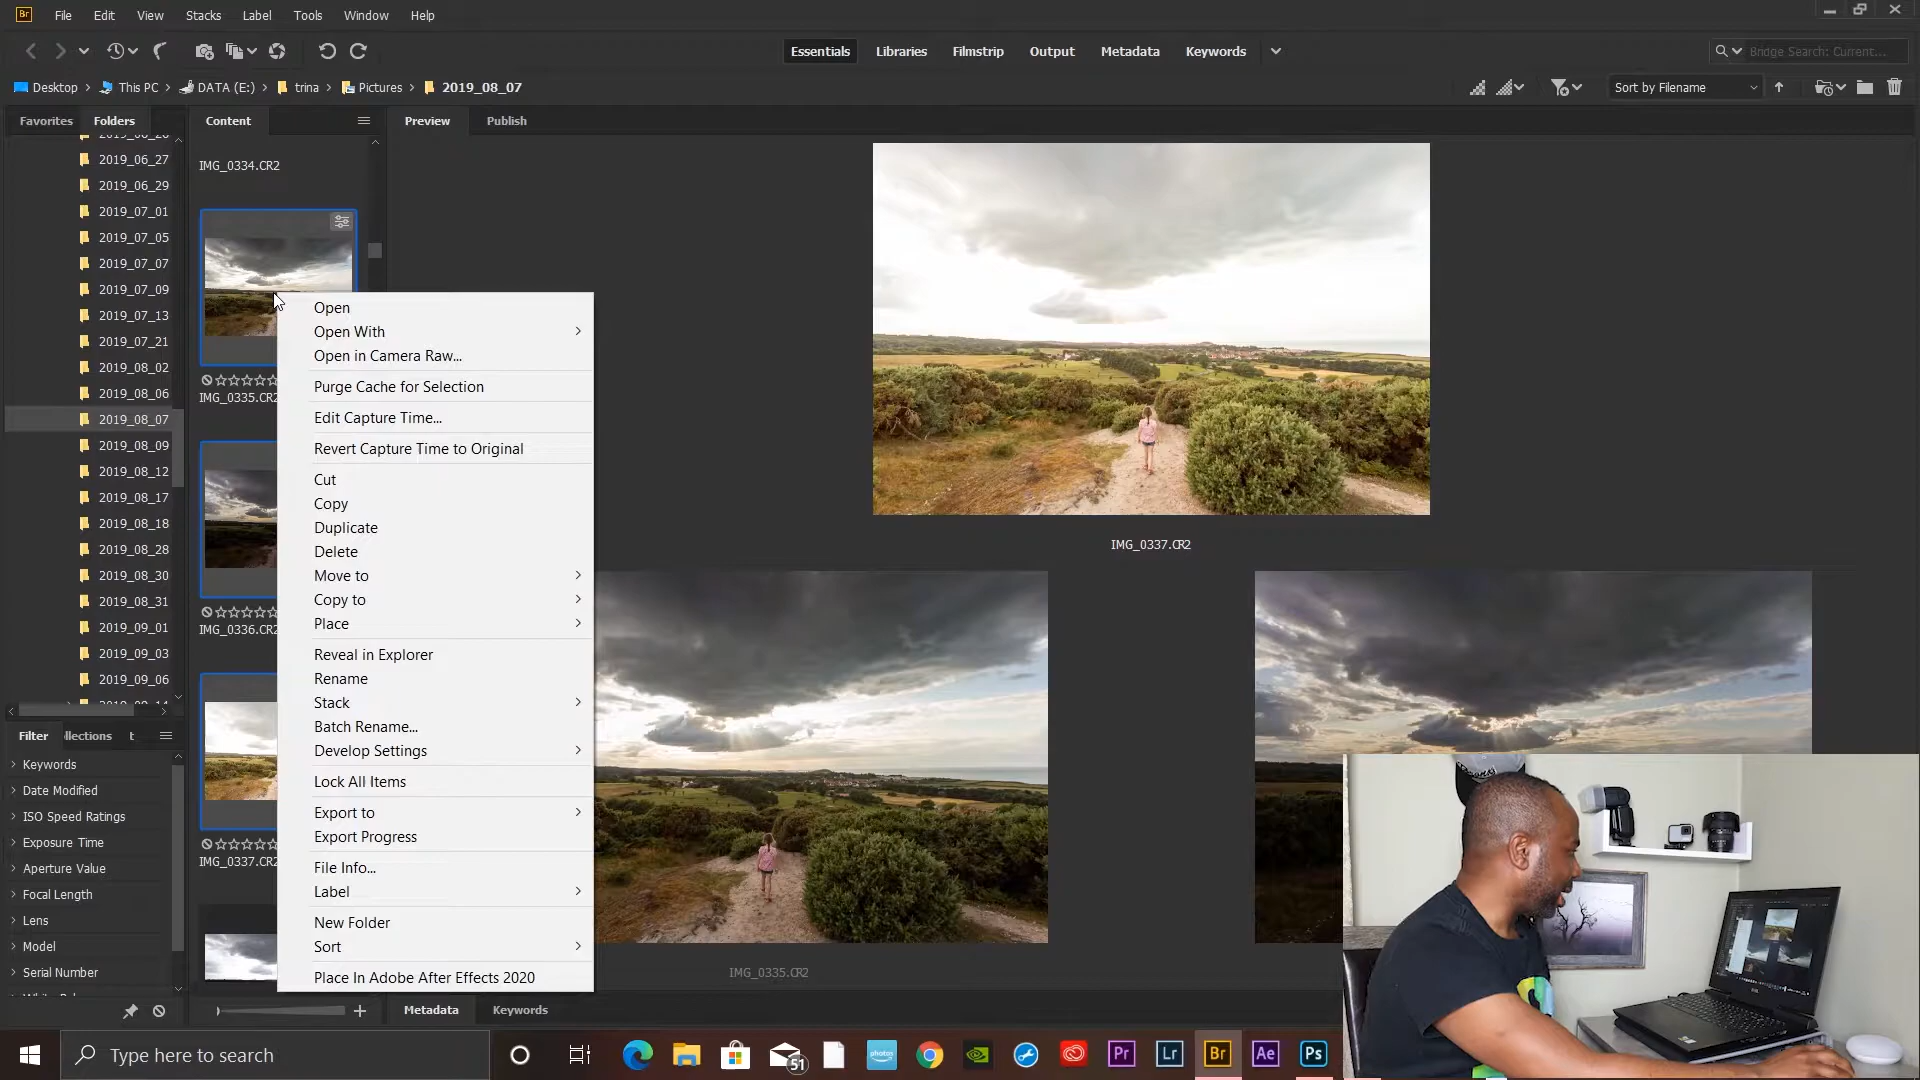 Br File Edit View Stacks Label Tools Window Help
Essentials Libraries Filmstrip Output Metadata Keywords
Bridge Search: Current...
Desktop This PC DATA (E:) trina Pictures 2019_08_07
Sort by Filename
Favorites Folders
Content
Preview Publish
2019_06_27
2019_06_29
2019_07_01
2019_07_05
2019_07_07
2019_07_09
2019_07_13
2019_07_21
2019_08_02
2019_08_06
2019_08_07
2019_08_09
2019_08_12
2019_08_17
2019_08_18
2019_08_28
2019_08_30
2019_08_31
2019_09_01
2019_09_03
2019_09_06
IMG_0334.CR2
IMG_0335.CR2
IMG_0336.CR2
IMG_0337.CR2
Open
Open With
Open in Camera Raw...
Purge Cache for Selection
Edit Capture Time...
Revert Capture Time to Original
Cut
Copy
Duplicate
Delete
Move to
Copy to
Place
Reveal in Explorer
Rename
Stack
Batch Rename...
Develop Settings
Lock All Items
Export to
Export Progress
File Info...
Label
New Folder
Sort
Place In Adobe After Effects 2020
IMG_0337.CR2
IMG_0335.CR2
Filter llections t
Keywords
Date Modified
ISO Speed Ratings
Exposure Time
Aperture Value
Focal Length
Lens
Model
Serial Number
Metadata Keywords
Type here to search
51
photos
Pr
Lr
Br
Ae
Ps